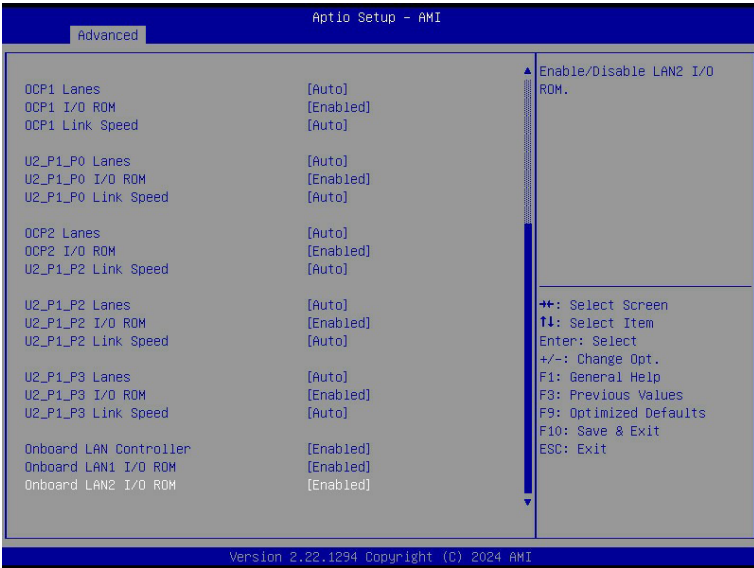 Aptio Setup – AMI
Advanced
OCP1 Lanes [Auto]
OCP1 I/O ROM [Enabled]
OCP1 Link Speed [Auto]
U2_P1_P0 Lanes [Auto]
U2_P1_P0 I/O ROM [Enabled]
U2_P1_P0 Link Speed [Auto]
OCP2 Lanes [Auto]
OCP2 I/O ROM [Enabled]
U2_P1_P2 Link Speed [Auto]
U2_P1_P2 Lanes [Auto]
U2_P1_P2 I/O ROM [Enabled]
U2_P1_P2 Link Speed [Auto]
U2_P1_P3 Lanes [Auto]
U2_P1_P3 I/O ROM [Enabled]
U2_P1_P3 Link Speed [Auto]
Onboard LAN Controller [Enabled]
Onboard LAN1 I/O ROM [Enabled]
Onboard LAN2 I/O ROM [Enabled]
Enable/Disable LAN2 I/O
ROM.
→←: Select Screen
↑↓: Select Item
Enter: Select
+/-: Change Opt.
F1: General Help
F3: Previous Values
F9: Optimized Defaults
F10: Save & Exit
ESC: Exit
Version 2.22.1294 Copyright (C) 2024 AMI